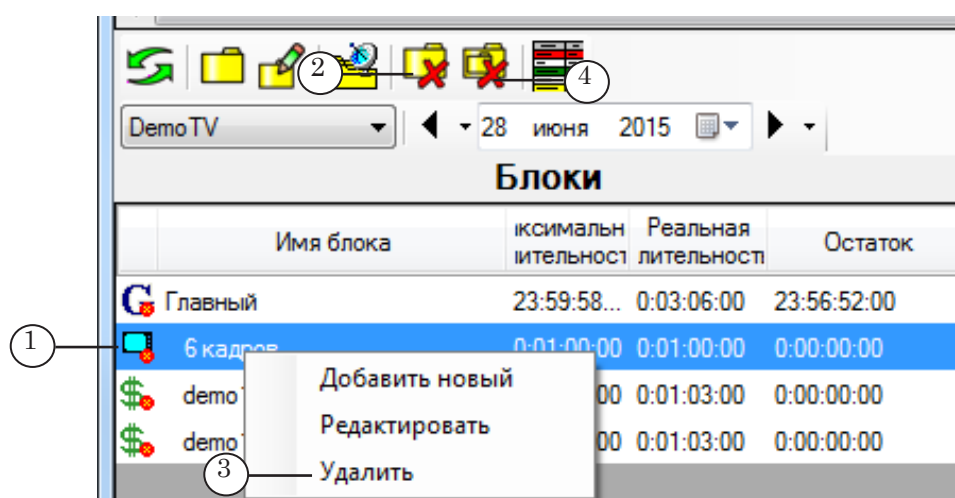 2
4
DemoTV 28 июня 2015
Блоки
Имя блока ксимальн ительност Реальная лительност Остаток
Главный 23:59:58... 0:03:06:00 23:56:52:00
1
6 кадров 0:01:00:00 0:01:00:00 0:00:00:00
demo 00 0:01:03:00 0:00:00:00
demo 00 0:01:03:00 0:00:00:00
Добавить новый
Редактировать
3 Удалить